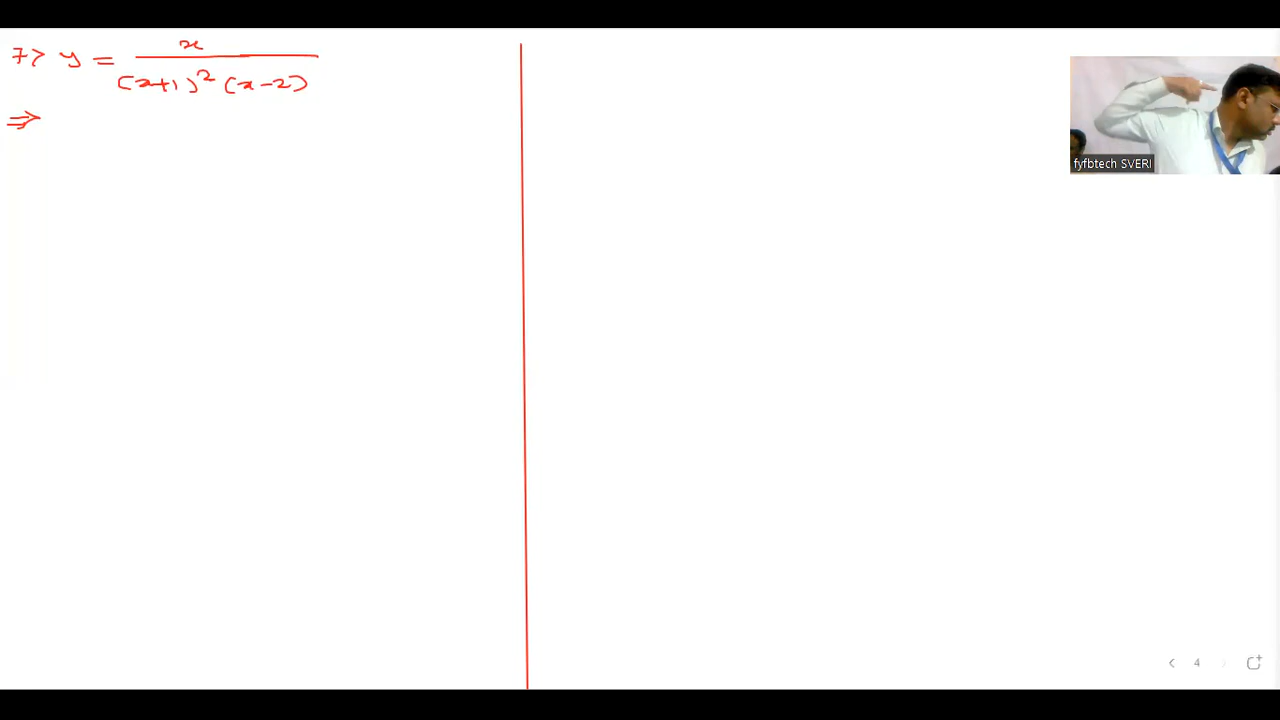 7> y = x
(x+1)² (x-2)
⇒
fyfbtech SVERI
4